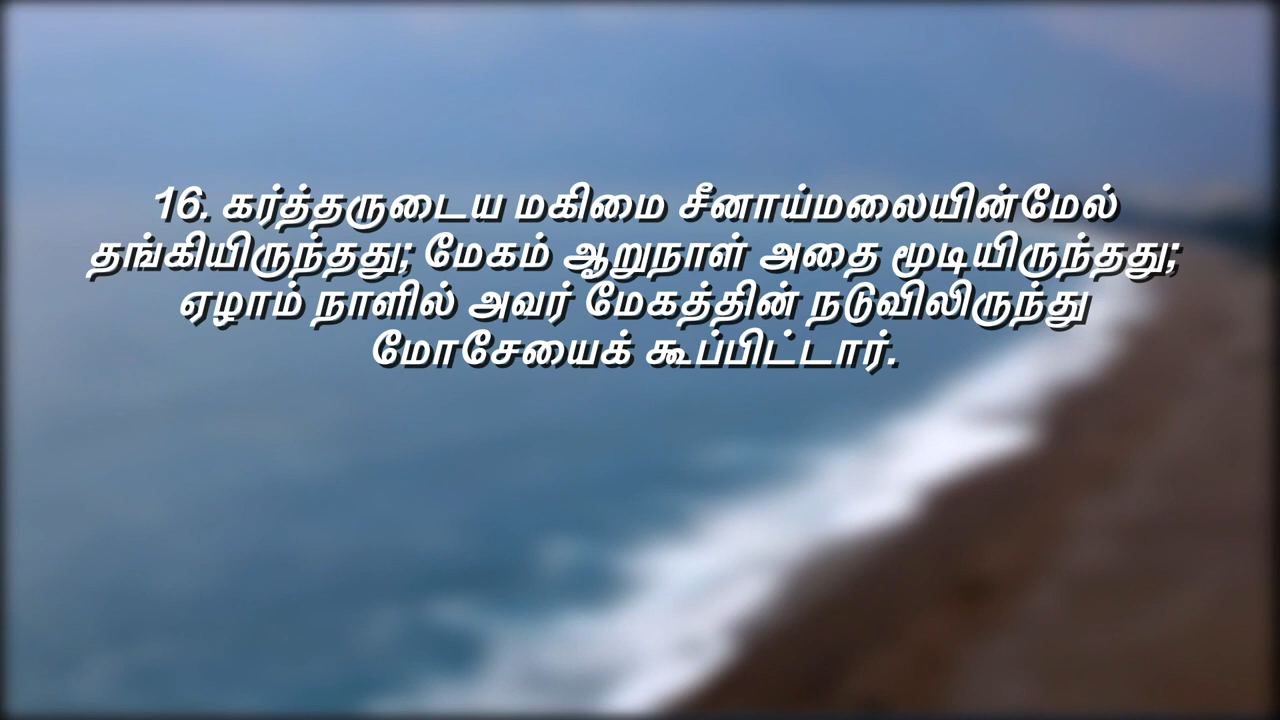 16. கர்த்தருடைய மகிமை சீனாய்மலையின்மேல்
தங்கியிருந்தது; மேகம் ஆறுநாள் அதை மூடியிருந்தது;
ஏழாம் நாளில் அவர் மேகத்தின் நடுவிலிருந்து
மோசேயைக் கூப்பிட்டார்.